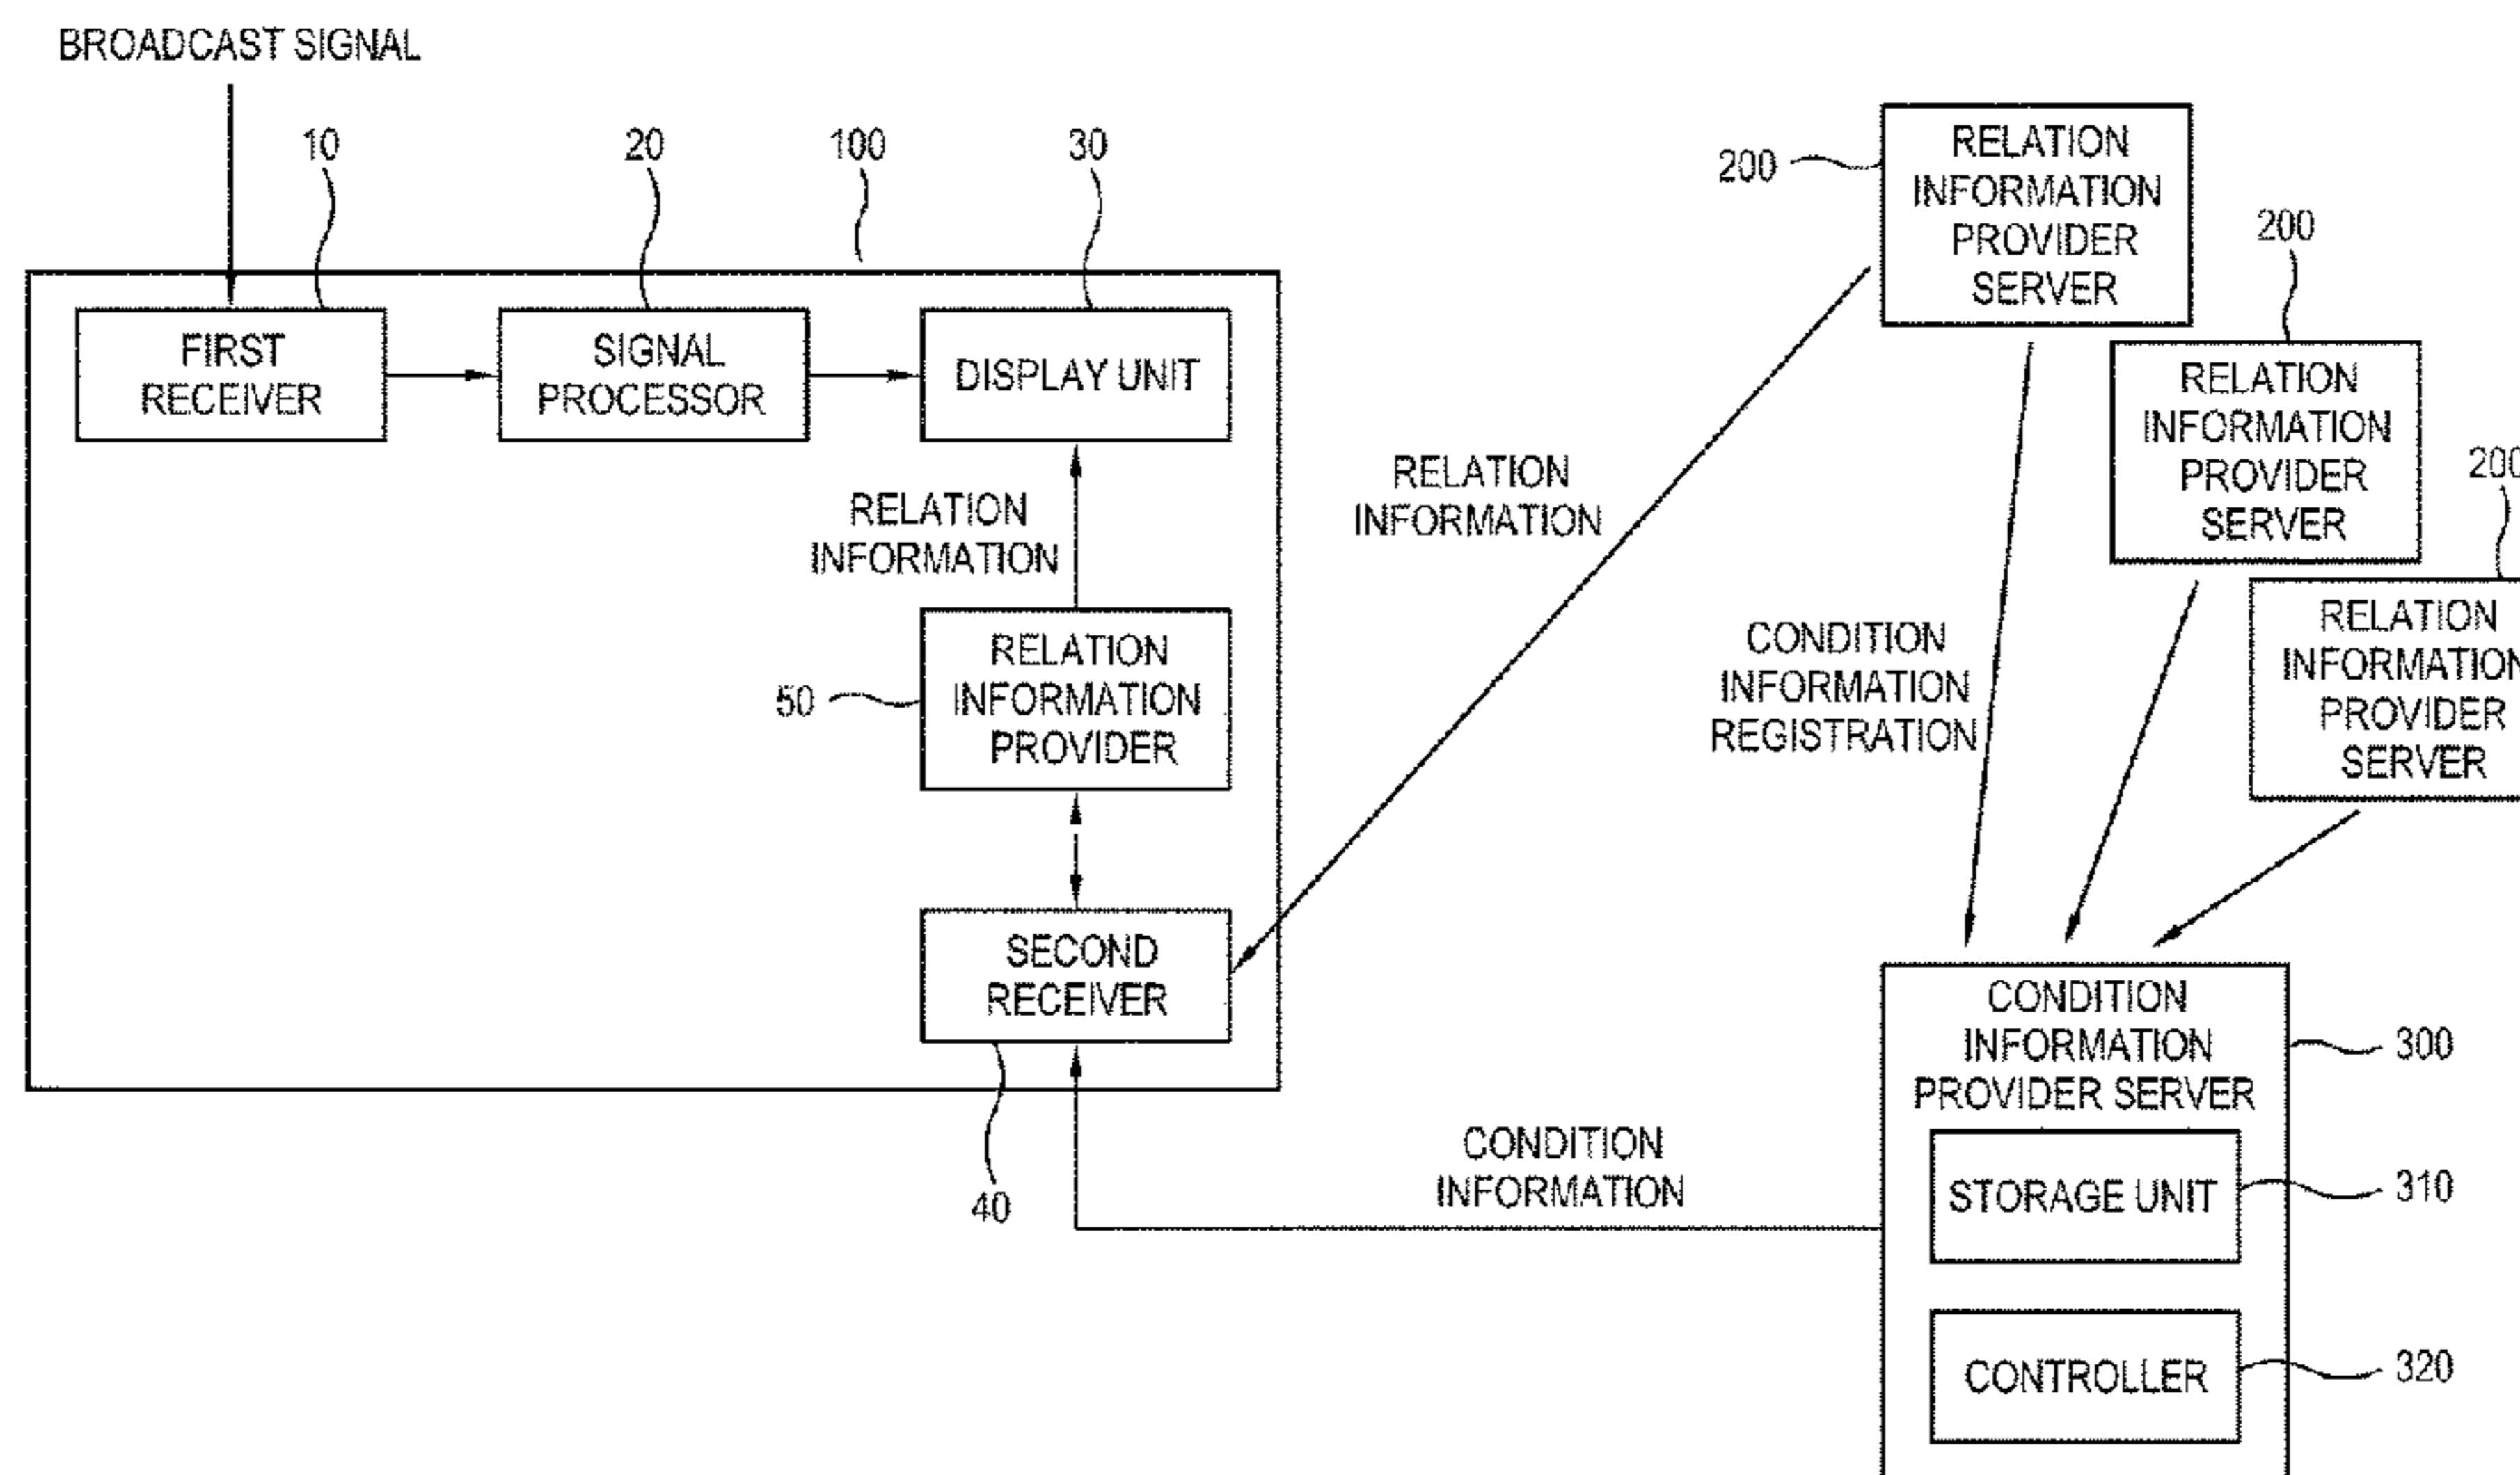 BROADCAST SIGNAL
10
20
100
30
FIRST
RECEIVER
SIGNAL
PROCESSOR
DISPLAY UNIT
RELATION
INFORMATION
50
RELATION
INFORMATION
PROVIDER
SECOND
RECEIVER
40
RELATION
INFORMATION
200
RELATION
INFORMATION
PROVIDER
SERVER
200
RELATION
INFORMATION
PROVIDER
SERVER
200
RELATION
INFORMATION
PROVIDER
SERVER
CONDITION
INFORMATION
REGISTRATION
CONDITION
INFORMATION
CONDITION
INFORMATION
PROVIDER SERVER
300
STORAGE UNIT
310
CONTROLLER
320